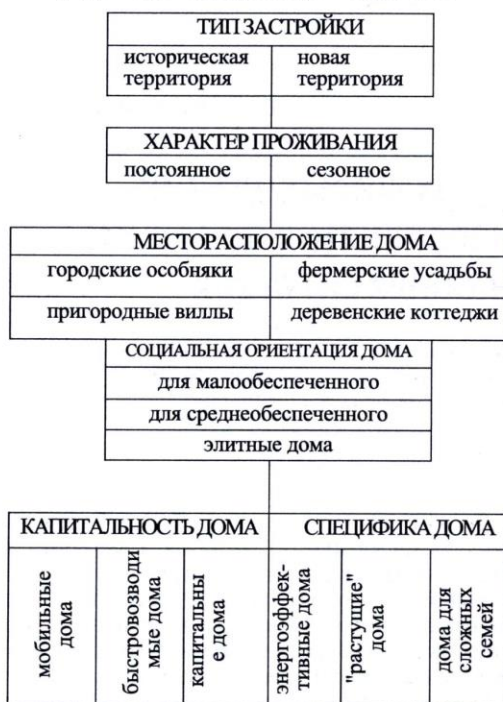 ТИП ЗАСТРОЙКИ
историческая территория
новая территория
ХАРАКТЕР ПРОЖИВАНИЯ
постоянное
сезонное
МЕСТОРАСПОЛОЖЕНИЕ ДОМА
городские особняки
фермерские усадьбы
пригородные виллы
деревенские коттеджи
СОЦИАЛЬНАЯ ОРИЕНТАЦИЯ ДОМА
для малообеспеченного
для среднеобеспеченного
элитные дома
КАПИТАЛЬНОСТЬ ДОМА
СПЕЦИФИКА ДОМА
мобильные
дома
быстровозводи
мые дома
капитальны
е дома
энергоэффек-
тивные дома
"растущие"
дома
дома для
сложных
семей